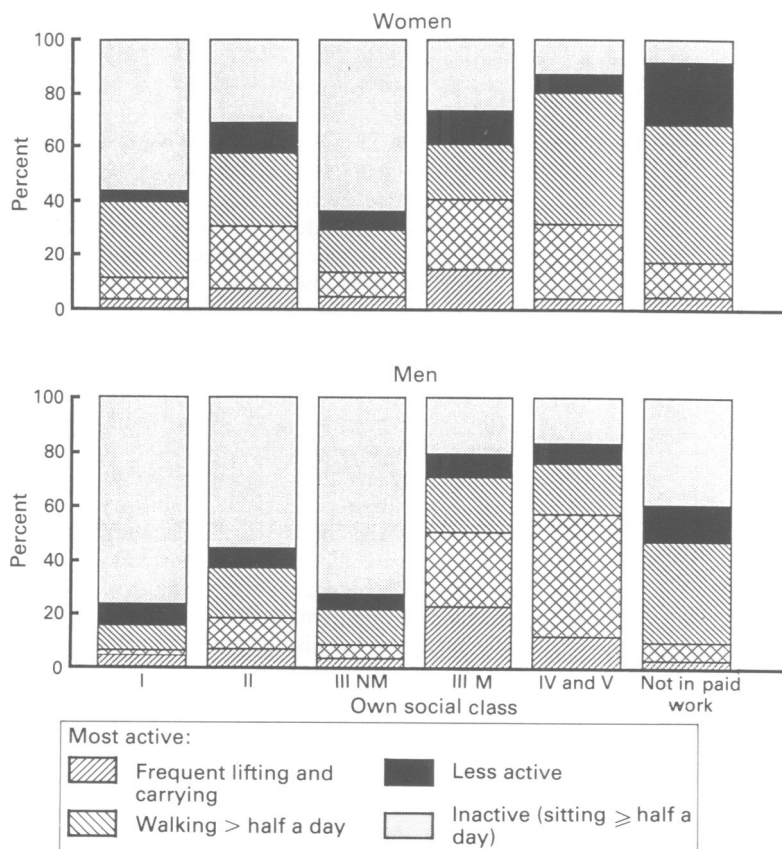 Women
100
80
60
40
20
0
Percent
Men
100
80
60
40
20
0
Percent
I II III NM III M IV and V Not in paid
work
Own social class
Most active:
Frequent lifting and
carrying
Walking > half a day
Less active
Inactive (sitting ⩾ half a
day)